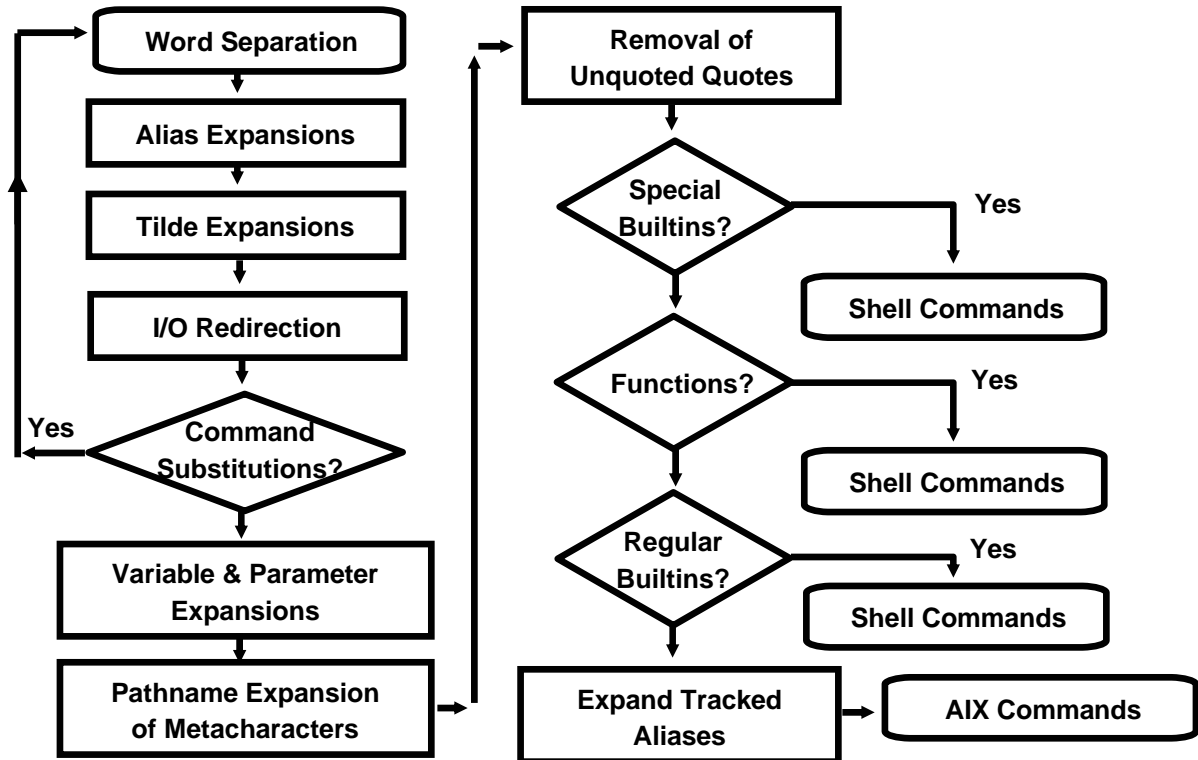 Word Separation
Alias Expansions
Tilde Expansions
I/O Redirection
Yes
Command
Substitutions?
Variable & Parameter
Expansions
Pathname Expansion
of Metacharacters
Removal of
Unquoted Quotes
Special
Builtins?
Yes
Shell Commands
Functions?
Yes
Shell Commands
Regular
Builtins?
Yes
Shell Commands
Expand Tracked
Aliases
AIX Commands